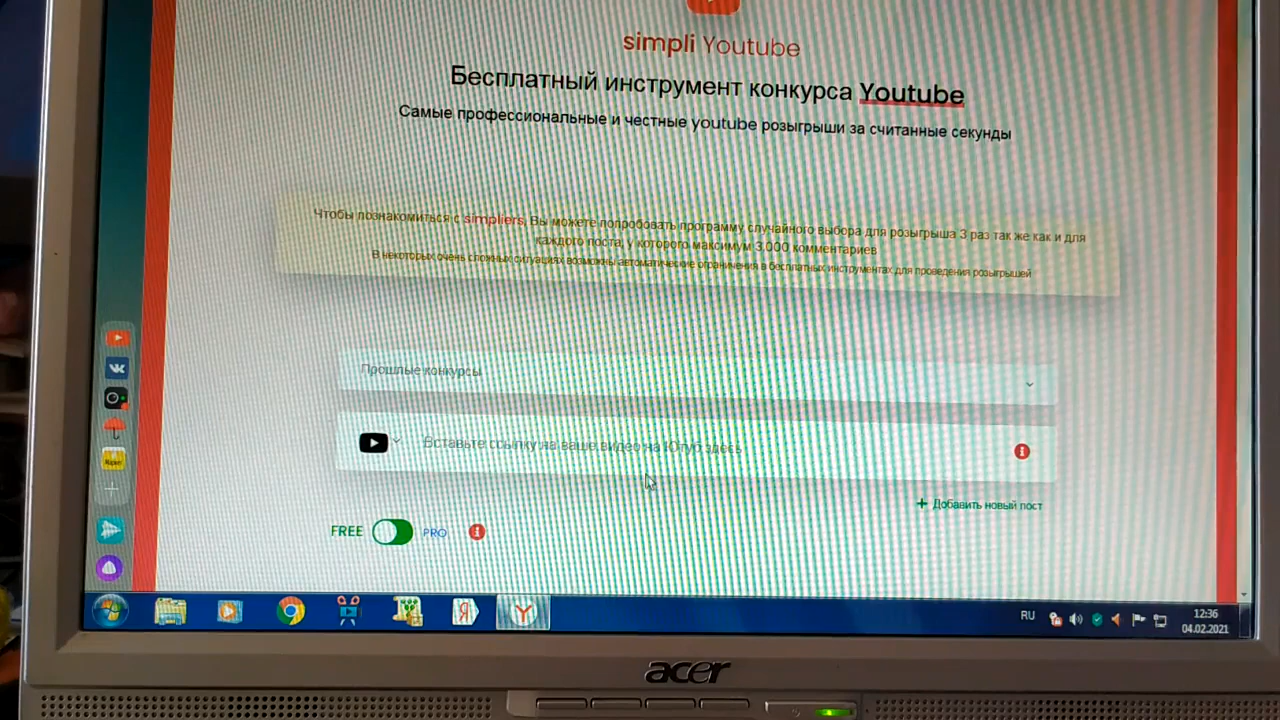 simpli Youtube
Бесплатный инструмент конкурса Youtube
Самые профессиональные и честные youtube розыгрыши за считанные секунды
Чтобы познакомиться с simpliers, Вы можете попробовать программу случайного выбора для розыгрыша 3 раз так же как и для
каждого поста, у которого максимум 3.000 комментариев
В некоторых очень сложных ситуациях возможны автоматические ограничения в бесплатных инструментах для проведения розыгрышей
Прошлые конкурсы
Вставьте ссылку на ваше видео на Ютуб здесь
+ Добавить новый пост
FREE PRO
RU
12:36
04.02.2021
acer